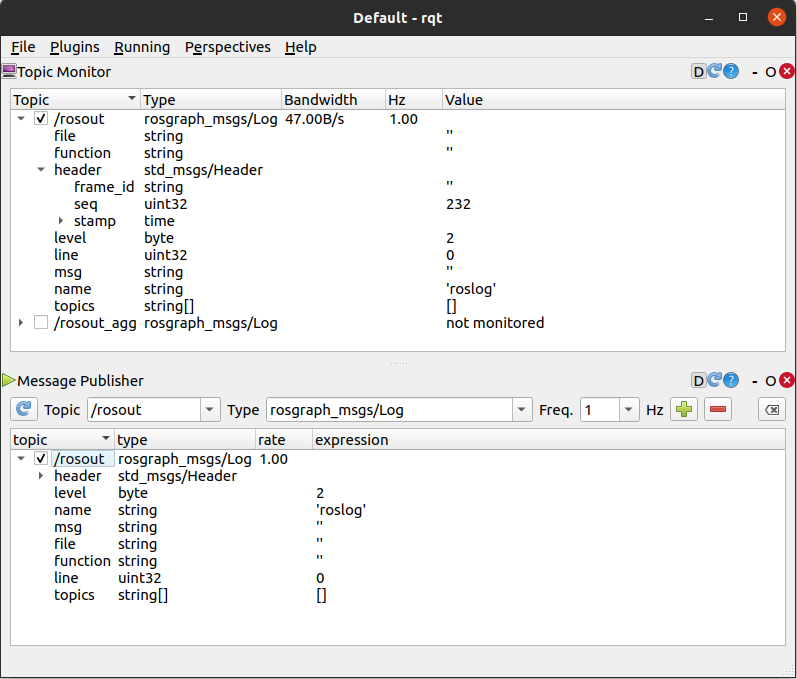 Default - rqt
File Plugins Running Perspectives Help
Topic Monitor D ? - O
Topic Type Bandwidth Hz Value
/rosout rosgraph_msgs/Log 47.00B/s 1.00
file string ''
function string ''
header std_msgs/Header
frame_id string ''
seq uint32 232
stamp time
level byte 2
line uint32 0
msg string ''
name string 'roslog'
topics string[] []
/rosout_agg rosgraph_msgs/Log not monitored
Message Publisher D ? - O
Topic /rosout Type rosgraph_msgs/Log Freq. 1 Hz
topic type rate expression
/rosout rosgraph_msgs/Log 1.00
header std_msgs/Header
level byte 2
name string 'roslog'
msg string ''
file string ''
function string ''
line uint32 0
topics string[] []